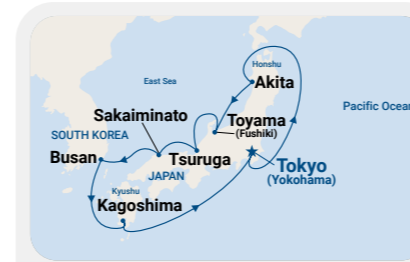 Honshu
Akita
East Sea
Pacific Ocean
Sakaiminato
Toyama
(Fushiki)
SOUTH KOREA
Busan
Tsuruga
JAPAN
Tokyo
(Yokohama)
Kyushu
Kagoshima